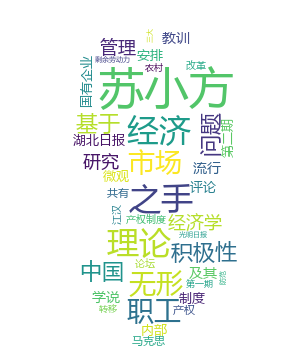 长
管理
教训
剩余劳动力
安排
农村
改革
国有企业
苏小方
基于
经济
问题
第二期
湖北日报
研究
市场
流行
微观
评论
共有
之手
江汉
产权制度
经济学
理论
光明日报
积极性
中国
论坛
及其
无形
第一期
学说
制度
转移
职工
产权
内部
马克思